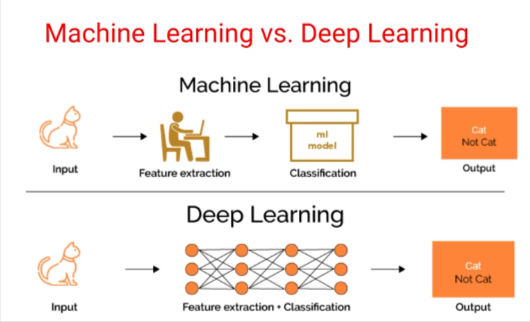 Machine Learning vs. Deep Learning
Machine Learning
ml
model
Cat
Not Cat
Input
Feature extraction
Classification
Output
Deep Learning
Cat
Not Cat
Input
Feature extraction + Classification
Output